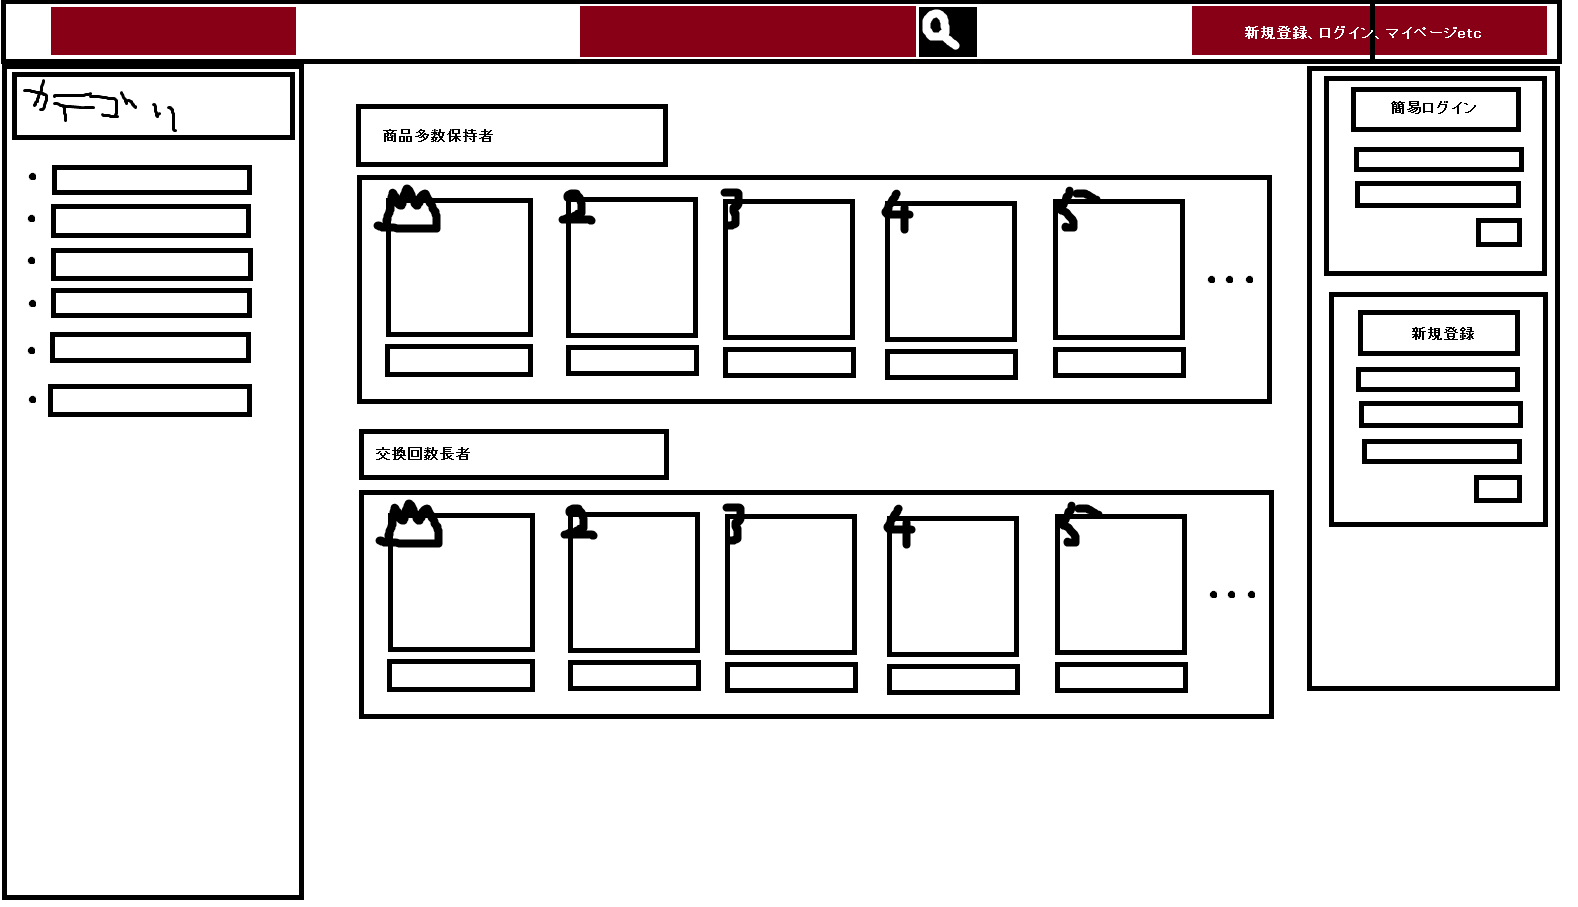 新規登録、ログイン、マイページetc
カテゴリ
商品多数保持者
2 3 4 5 ...
交換回数長者
2 3 4 5 ...
簡易ログイン
新規登録